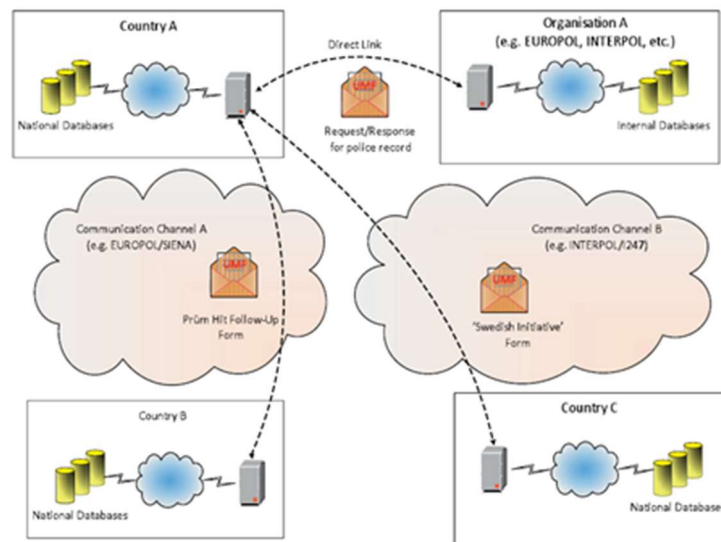 Country A
National Databases
Direct Link
UMF
Request/Response
for police record
Organisation A
(e.g. EUROPOL, INTERPOL, etc.)
Internal Databases
Communication Channel A
(e.g. EUROPOL/SIENA)
UMF
Prüm Hit Follow-Up
Form
Communication Channel B
(e.g. INTERPOL/I247)
UMF
'Swedish Initiative'
Form
Country B
National Databases
Country C
National Database